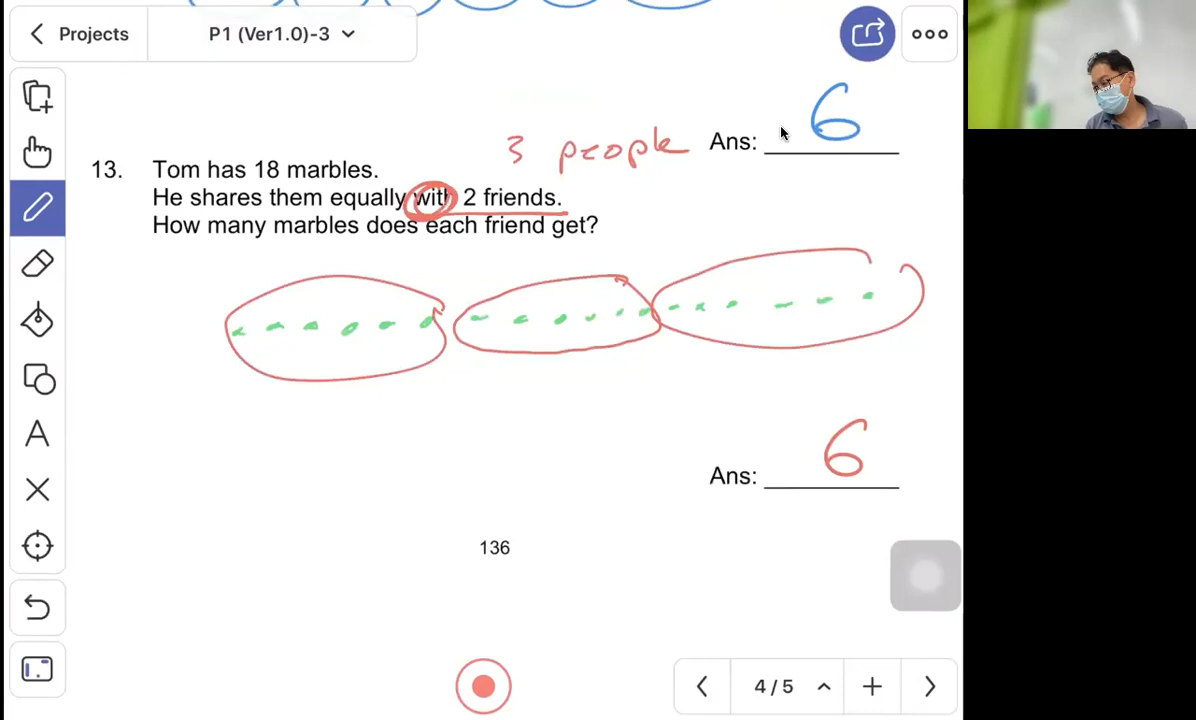 Projects
P1 (Ver1.0)-3
Ans: 6
3 people
13. Tom has 18 marbles.
He shares them equally with 2 friends.
How many marbles does each friend get?
Ans: 6
136
4 / 5